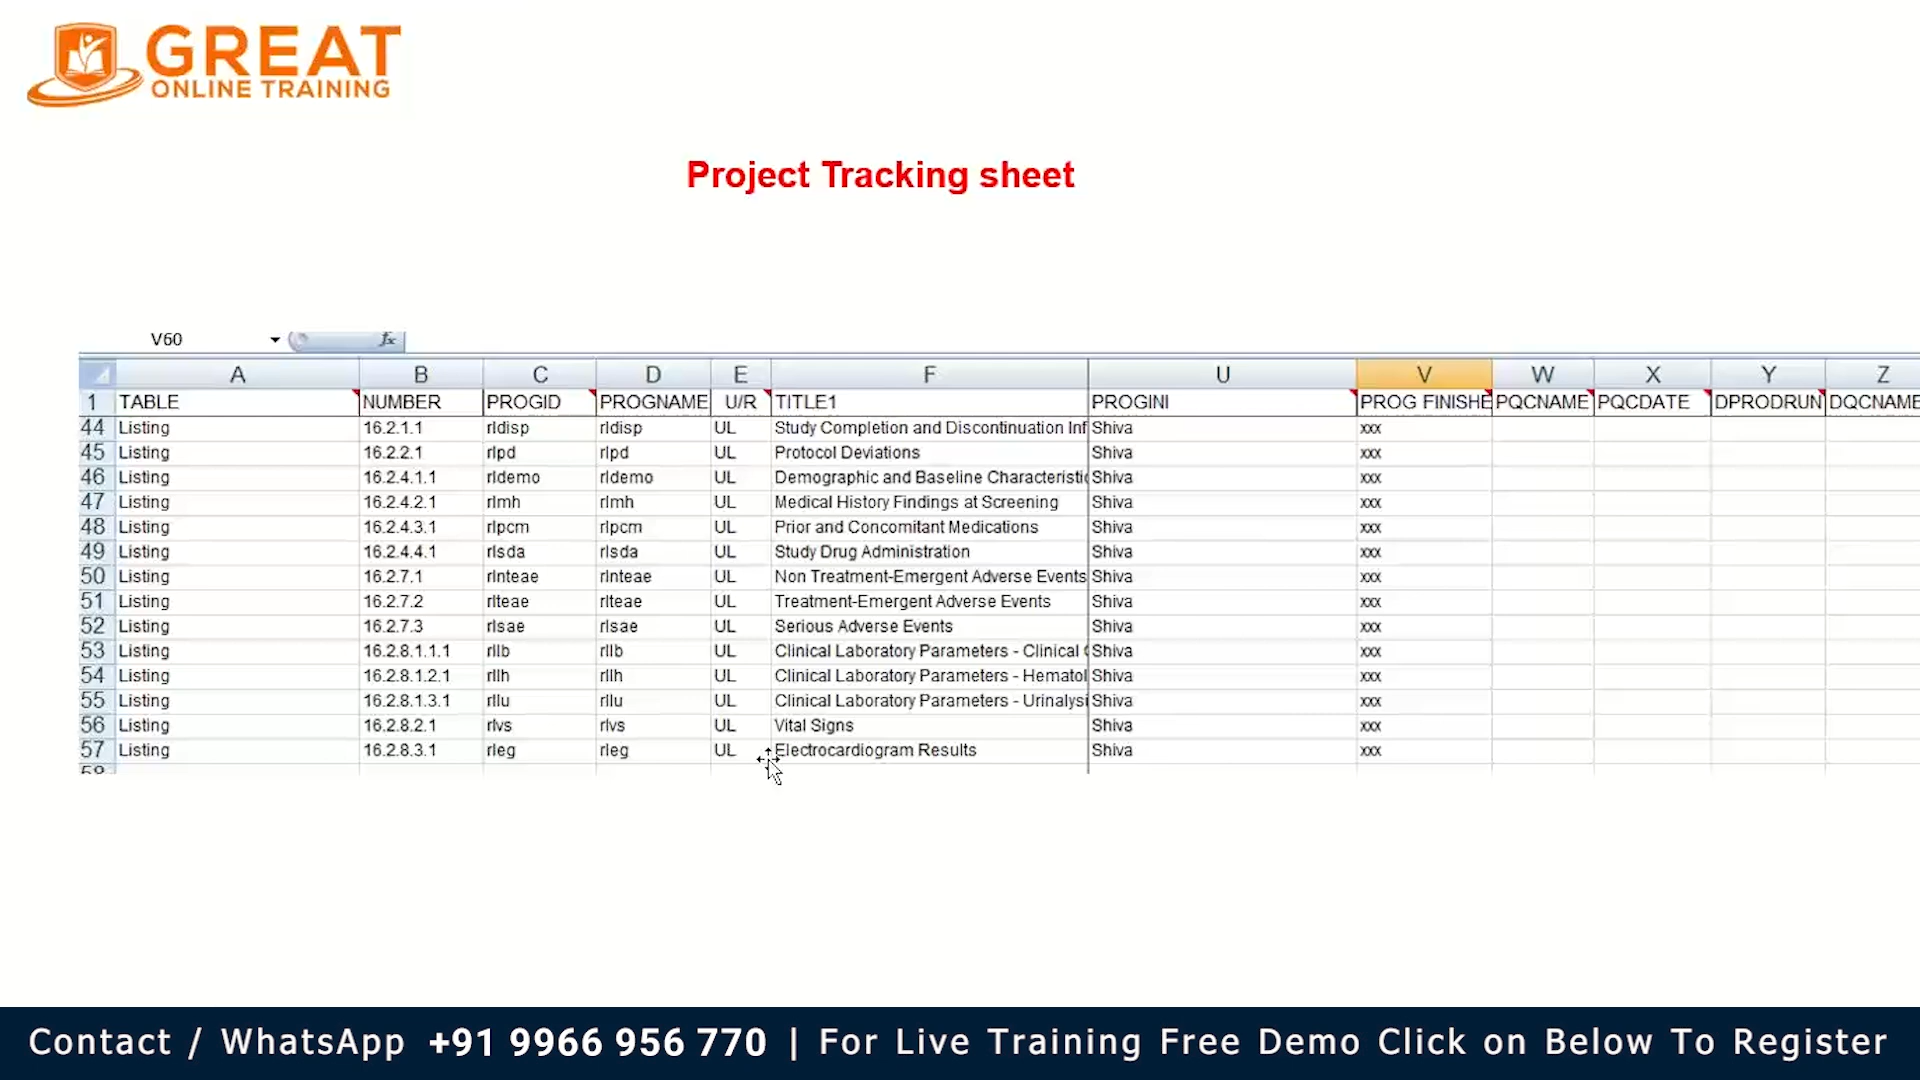 GREAT
ONLINE TRAINING
Project Tracking sheet
V60 fx
A B C D E F U V W X Y Z
1 TABLE NUMBER PROGID PROGNAME U/R TITLE1 PROGINI PROG FINISHE PQCNAME PQCDATE DPRODRUN DQCNAME
44 Listing 16.2.1.1 rldisp rldisp UL Study Completion and Discontinuation Inf Shiva xxx
45 Listing 16.2.2.1 rlpd rlpd UL Protocol Deviations Shiva xxx
46 Listing 16.2.4.1.1 rldemo rldemo UL Demographic and Baseline Characteristic Shiva xxx
47 Listing 16.2.4.2.1 rlmh rlmh UL Medical History Findings at Screening Shiva xxx
48 Listing 16.2.4.3.1 rlpcm rlpcm UL Prior and Concomitant Medications Shiva xxx
49 Listing 16.2.4.4.1 rlsda rlsda UL Study Drug Administration Shiva xxx
50 Listing 16.2.7.1 rlnteae rlnteae UL Non Treatment-Emergent Adverse Events Shiva xxx
51 Listing 16.2.7.2 rlteae rlteae UL Treatment-Emergent Adverse Events Shiva xxx
52 Listing 16.2.7.3 rlsae rlsae UL Serious Adverse Events Shiva xxx
53 Listing 16.2.8.1.1.1 rllb rllb UL Clinical Laboratory Parameters - Clinical Shiva xxx
54 Listing 16.2.8.1.2.1 rllh rllh UL Clinical Laboratory Parameters - Hematol Shiva xxx
55 Listing 16.2.8.1.3.1 rllu rllu UL Clinical Laboratory Parameters - Urinalysi Shiva xxx
56 Listing 16.2.8.2.1 rlvs rlvs UL Vital Signs Shiva xxx
57 Listing 16.2.8.3.1 rleg rleg UL Electrocardiogram Results Shiva xxx
Contact / WhatsApp +91 9966 956 770 | For Live Training Free Demo Click on Below To Register